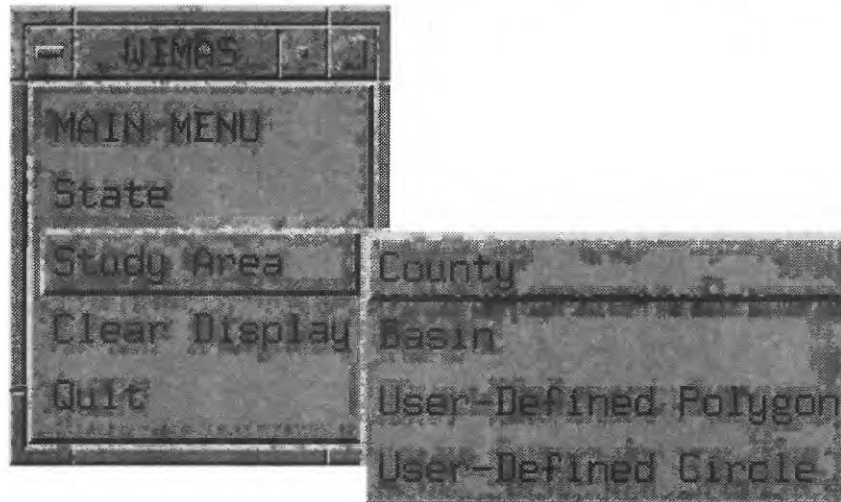 WIMAS
MAIN MENU
State
Study Area
Clear Display
Quit
County
Basin
User-Defined Polygon
User-Defined Circle